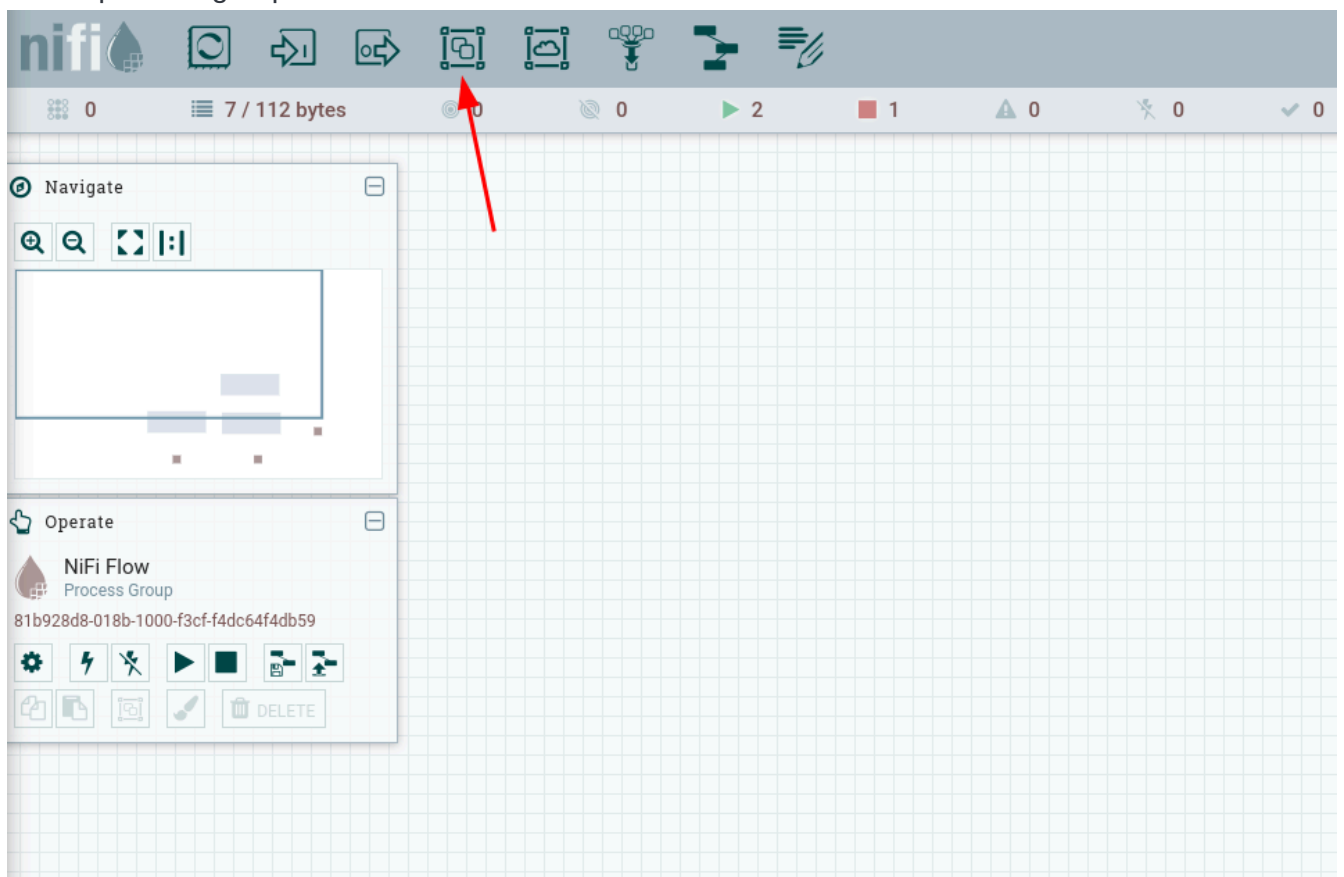 nifi
0
7 / 112 bytes
0
0
2
1
0
0
0
Navigate
Operate
NiFi Flow
Process Group
81b928d8-018b-1000-f3cf-f4dc64f4db59
DELETE